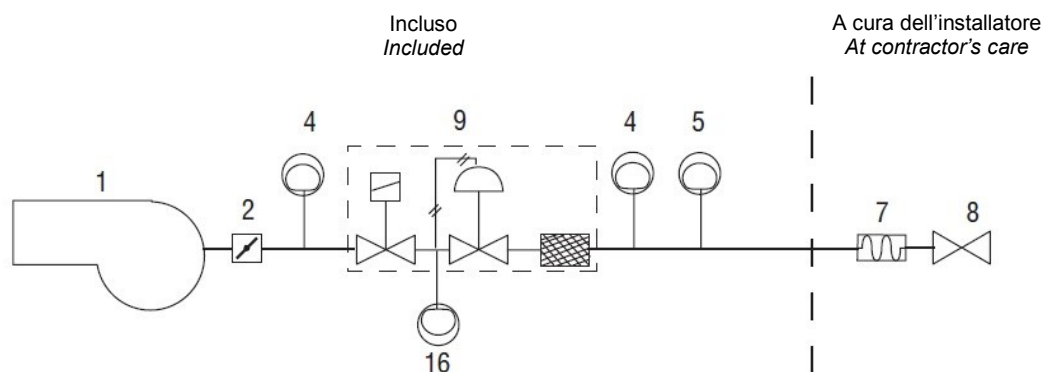 Incluso
Included
A cura dell'installatore
At contractor's care
4
9
4
5
1
2
7
8
16